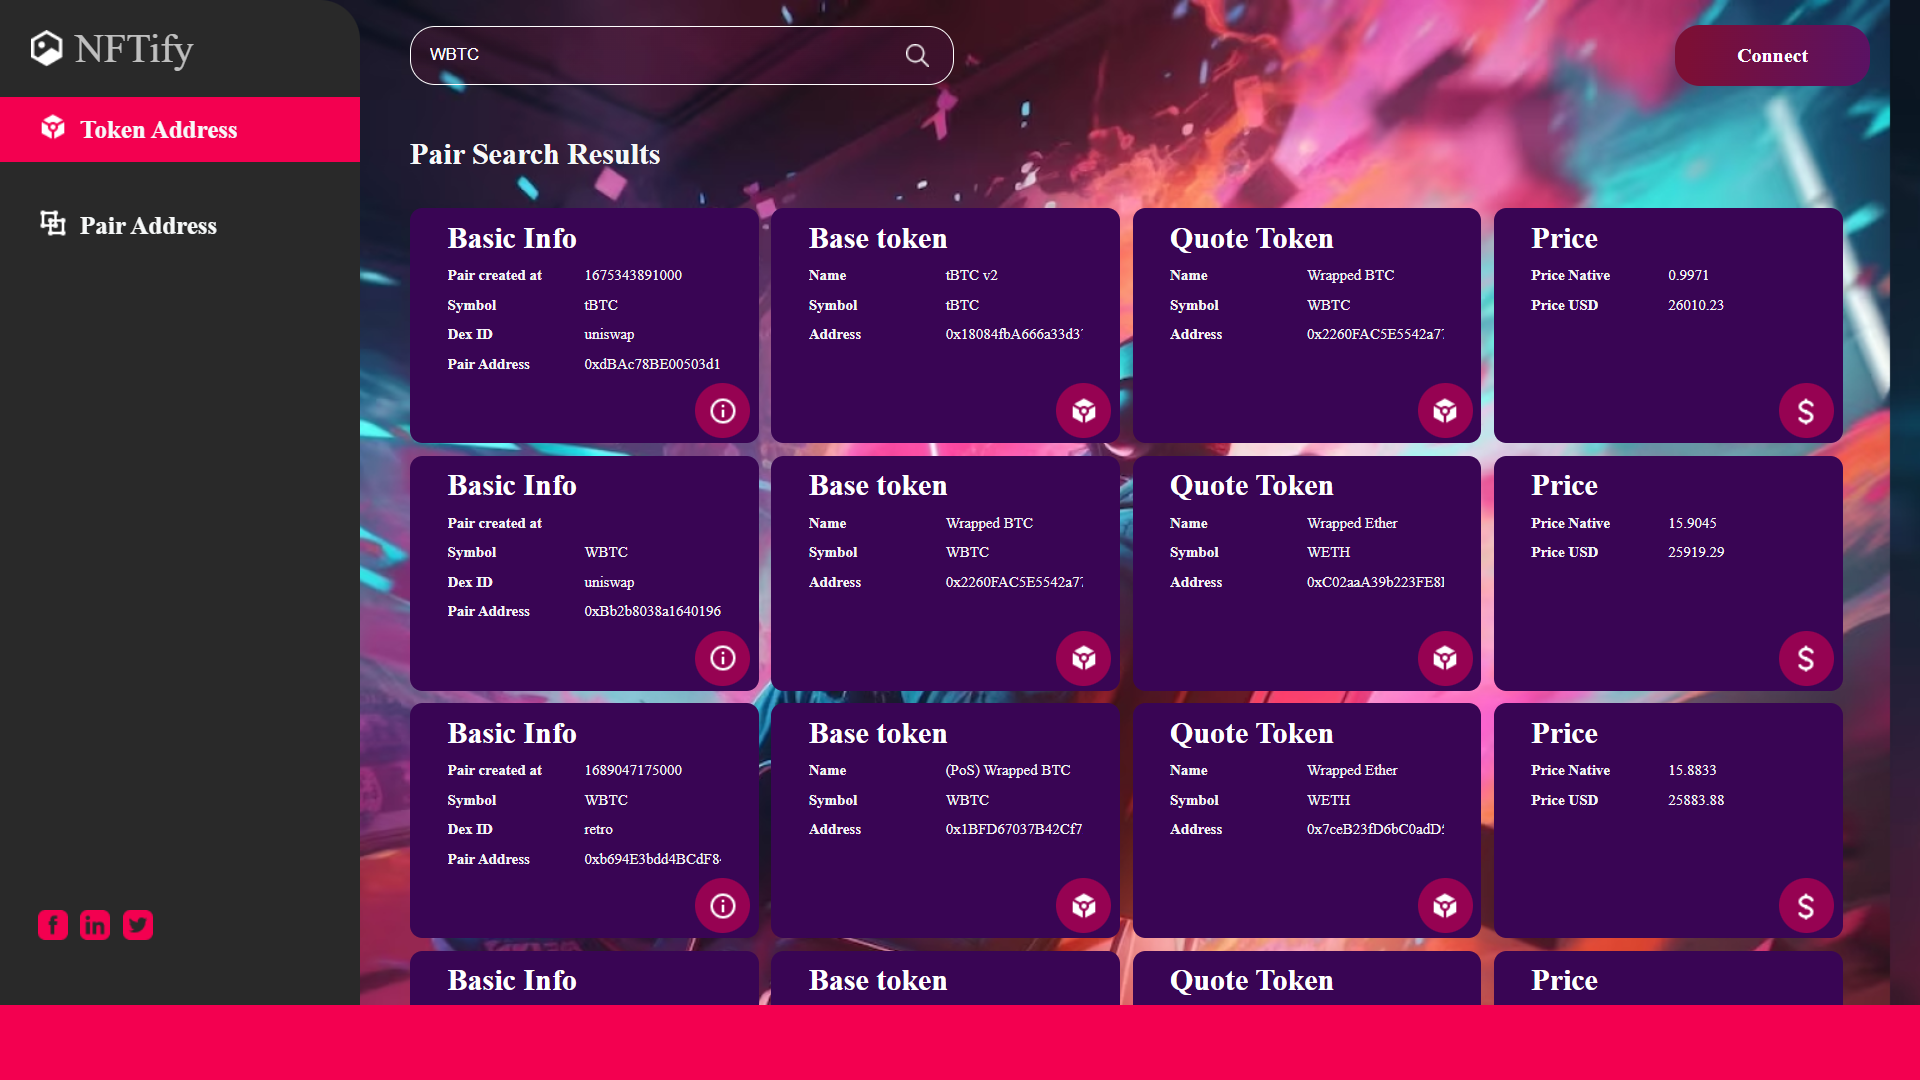 NFTify
WBTC
Connect
Token Address
Pair Address
Pair Search Results
Basic Info
Pair created at 1675343891000
Symbol tBTC
Dex ID uniswap
Pair Address 0xdBAc78BE00503d1
Base token
Name tBTC v2
Symbol tBTC
Address 0x18084fbA666a33d3
Quote Token
Name Wrapped BTC
Symbol WBTC
Address 0x2260FAC5E5542a7
Price
Price Native 0.9971
Price USD 26010.23
Basic Info
Pair created at
Symbol WBTC
Dex ID uniswap
Pair Address 0xBb2b8038a1640196
Base token
Name Wrapped BTC
Symbol WBTC
Address 0x2260FAC5E5542a7
Quote Token
Name Wrapped Ether
Symbol WETH
Address 0xC02aaA39b223FE8
Price
Price Native 15.9045
Price USD 25919.29
Basic Info
Pair created at 1689047175000
Symbol WBTC
Dex ID retro
Pair Address 0xb694E3bdd4BCdF8
Base token
Name (PoS) Wrapped BTC
Symbol WBTC
Address 0x1BFD67037B42Cf7
Quote Token
Name Wrapped Ether
Symbol WETH
Address 0x7ceB23fD6bC0adD
Price
Price Native 15.8833
Price USD 25883.88
Basic Info
Base token
Quote Token
Price